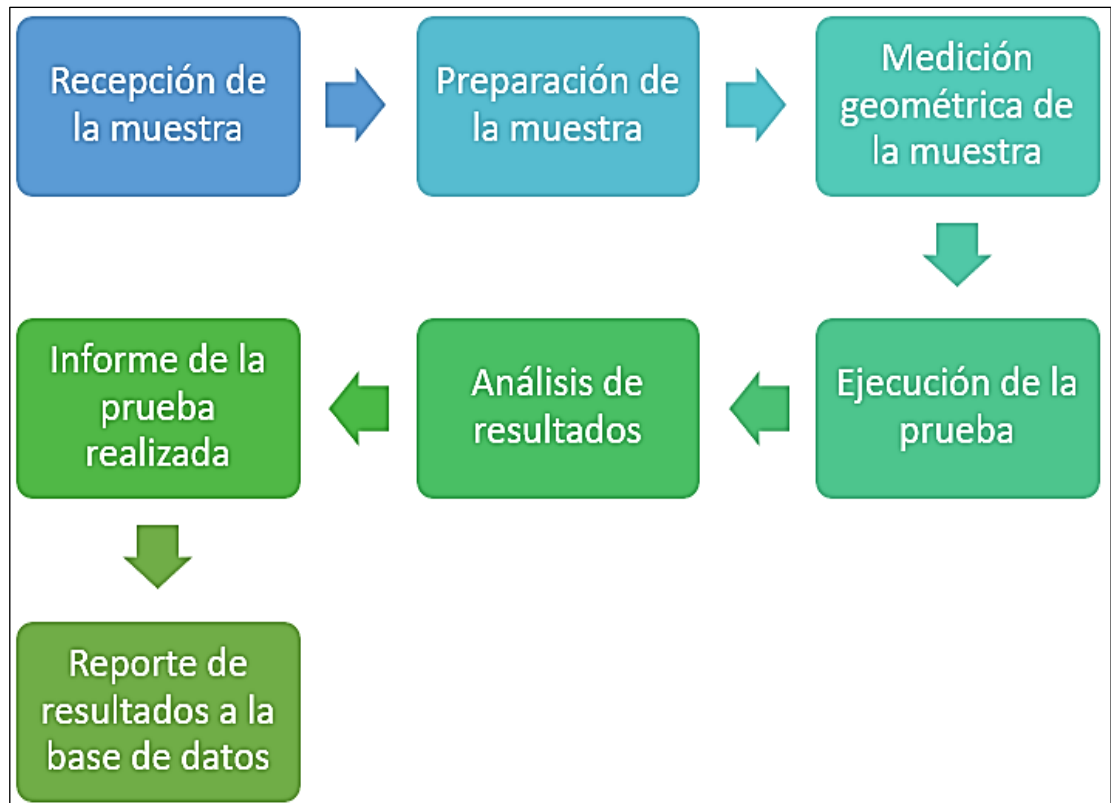 Recepción de
la muestra
Preparación de
la muestra
Medición
geométrica de
la muestra
Ejecución de la
prueba
Análisis de
resultados
Informe de la
prueba
realizada
Reporte de
resultados a la
base de datos